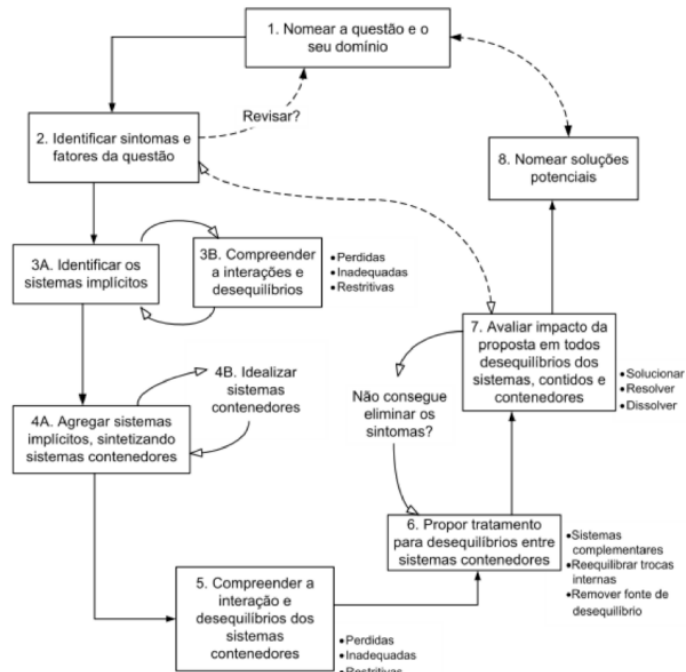 1. Nomear a questão e o
seu domínio
Revisar?
2. Identificar sintomas e
fatores da questão
8. Nomear soluções
potenciais
3A. Identificar os
sistemas implícitos
3B. Compreender
a interações e
desequilíbrios
•Perdidas
•Inadequadas
•Restritivas
4B. Idealizar
sistemas
contenedores
4A. Agregar sistemas
implícitos, sintetizando
sistemas contenedores
7. Avaliar impacto da
proposta em todos
desequilíbrios dos
sistemas, contidos e
contenedores
•Solucionar
•Resolver
•Dissolver
Não consegue
eliminar os
sintomas?
6. Propor tratamento
para desequilíbrios entre
sistemas contenedores
•Sistemas
complementares
•Reequilibrar trocas
internas
•Remover fonte de
desequilíbrio
5. Compreender a
interação e
desequilíbrios dos
sistemas
contenedores
•Perdidas
•Inadequadas
•Restritivas